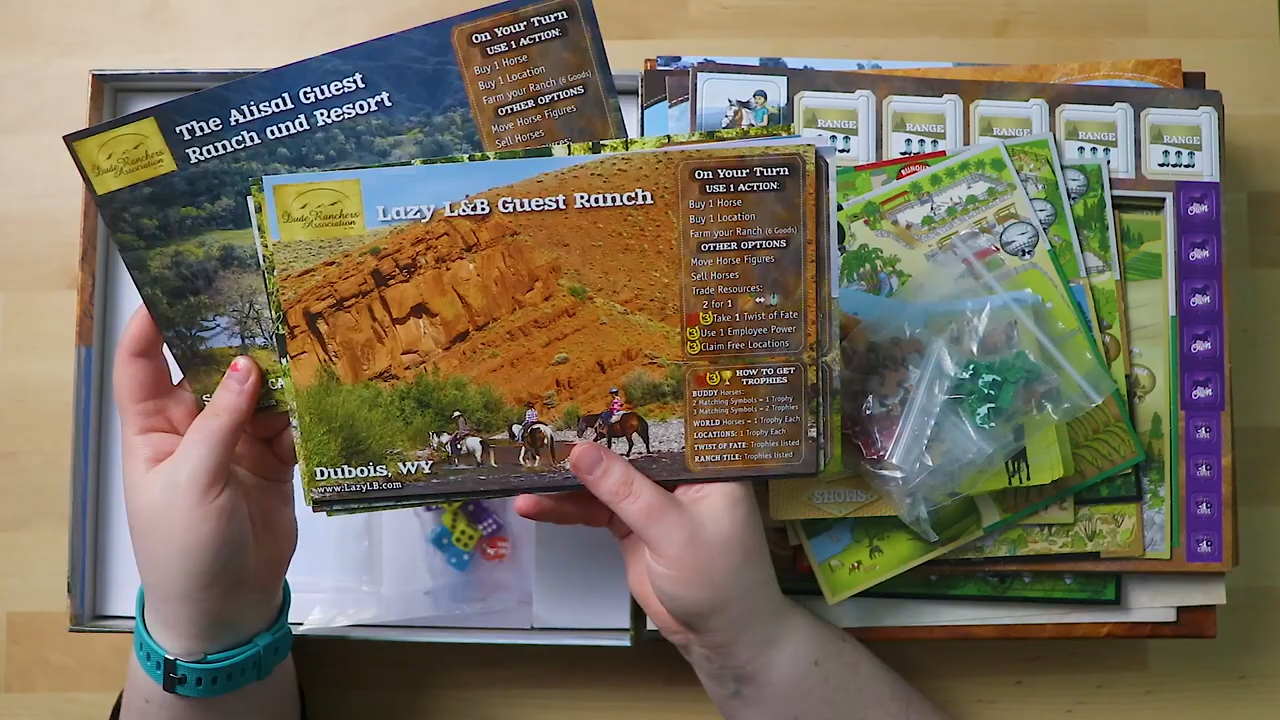 The Alisal Guest
Ranch and Resort
Dude Ranchers
Association
On Your Turn
USE 1 ACTION:
Buy 1 Horse
Buy 1 Location
Farm your Ranch (6 Goods)
OTHER OPTIONS
Move Horse Figures
Sell Horses
Dude Ranchers
Association
Lazy L&B Guest Ranch
On Your Turn
USE 1 ACTION:
Buy 1 Horse
Buy 1 Location
Farm your Ranch (6 Goods)
OTHER OPTIONS
Move Horse Figures
Sell Horses
Trade Resources:
2 for 1
3 Take 1 Twist of Fate
Use 1 Employee Power
Claim Free Locations
HOW TO GET
TROPHIES
BUDDY Horses:
2 Matching Symbols = 1 Trophy
3 Matching Symbols = 2 Trophies
WORLD Horses = 1 Trophy Each
LOCATIONS: 1 Trophy Each
TWIST OF FATE: Trophies listed
RANCH TILE: Trophies listed
Dubois, WY
www.LazyLB.com
RANGE
RANGE
RANGE
RANGE
RANGE
SHOHS